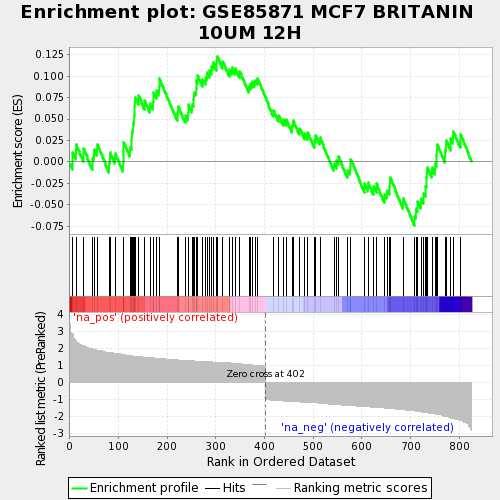 Enrichment plot: GSE85871 MCF7 BRITANIN
10UM 12H
Enrichment score (ES)
0.125
0.100
0.075
0.050
0.025
0.000
-0.025
-0.050
-0.075
'na_pos' (positively correlated)
Ranked list metric (PreRanked)
4
3
2
1
0
-1
-2
-3
Zero cross at 402
'na_neg' (negatively correlated)
0
100
200
300
400
500
600
700
800
Rank in Ordered Dataset
Enrichment profile
Hits
Ranking metric scores